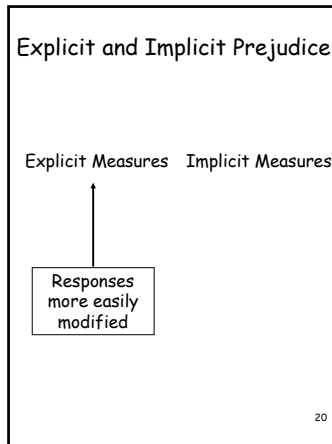 Explicit and Implicit Prejudice
Explicit Measures Implicit Measures
Responses
more easily
modified
20